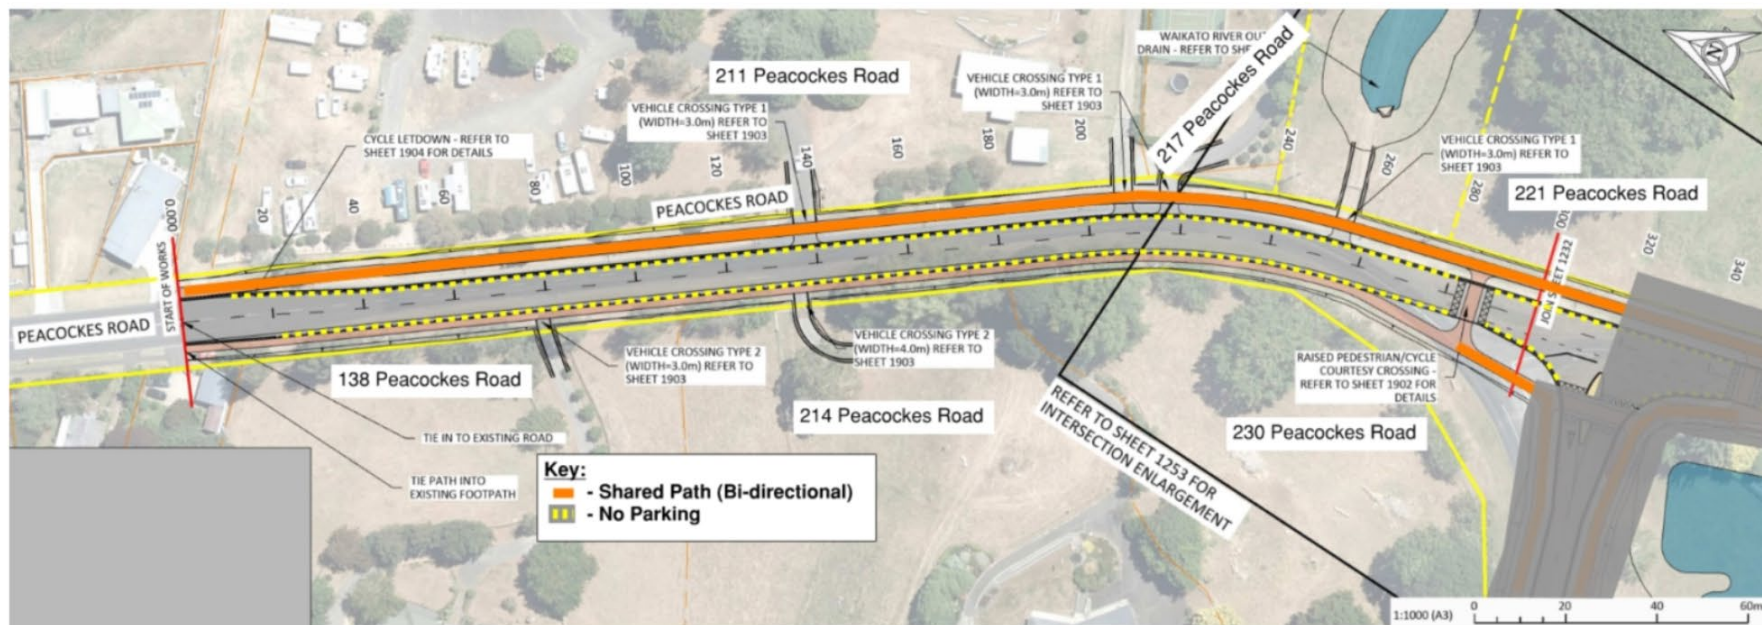 WAIKATO RIVER OU
DRAIN - REFER TO SHE
211 Peacockes Road
217 Peacockes Road
VEHICLE CROSSING TYPE 1
(WIDTH=3.0m) REFER TO
SHEET 1903
VEHICLE CROSSING TYPE 1
(WIDTH=3.0m) REFER TO
SHEET 1903
CYCLE LETDOWN - REFER TO
SHEET 1904 FOR DETAILS
VEHICLE CROSSING TYPE 1
(WIDTH=3.0m) REFER TO
SHEET 1903
221 Peacockes Road
N
0.000
20
40
60
80
100
120
140
160
180
200
240
260
280
320
340
PEACOCKES ROAD
START OF WORKS
PEACOCKES ROAD
JOINS SHEET 1232
VEHICLE CROSSING TYPE 2
(WIDTH=3.0m) REFER TO
SHEET 1903
VEHICLE CROSSING TYPE 2
(WIDTH=4.0m) REFER TO
SHEET 1903
RAISED PEDESTRIAN/CYCLE
COURTESY CROSSING -
REFER TO SHEET 1902 FOR
DETAILS
138 Peacockes Road
214 Peacockes Road
230 Peacockes Road
REFER TO SHEET 1253 FOR
INTERSECTION ENLARGEMENT
TIE IN TO EXISTING ROAD
TIE PATH INTO
EXISTING FOOTPATH
Key:
- Shared Path (Bi-directional)
- No Parking
1:1000 (A3)
0 20 40 60m